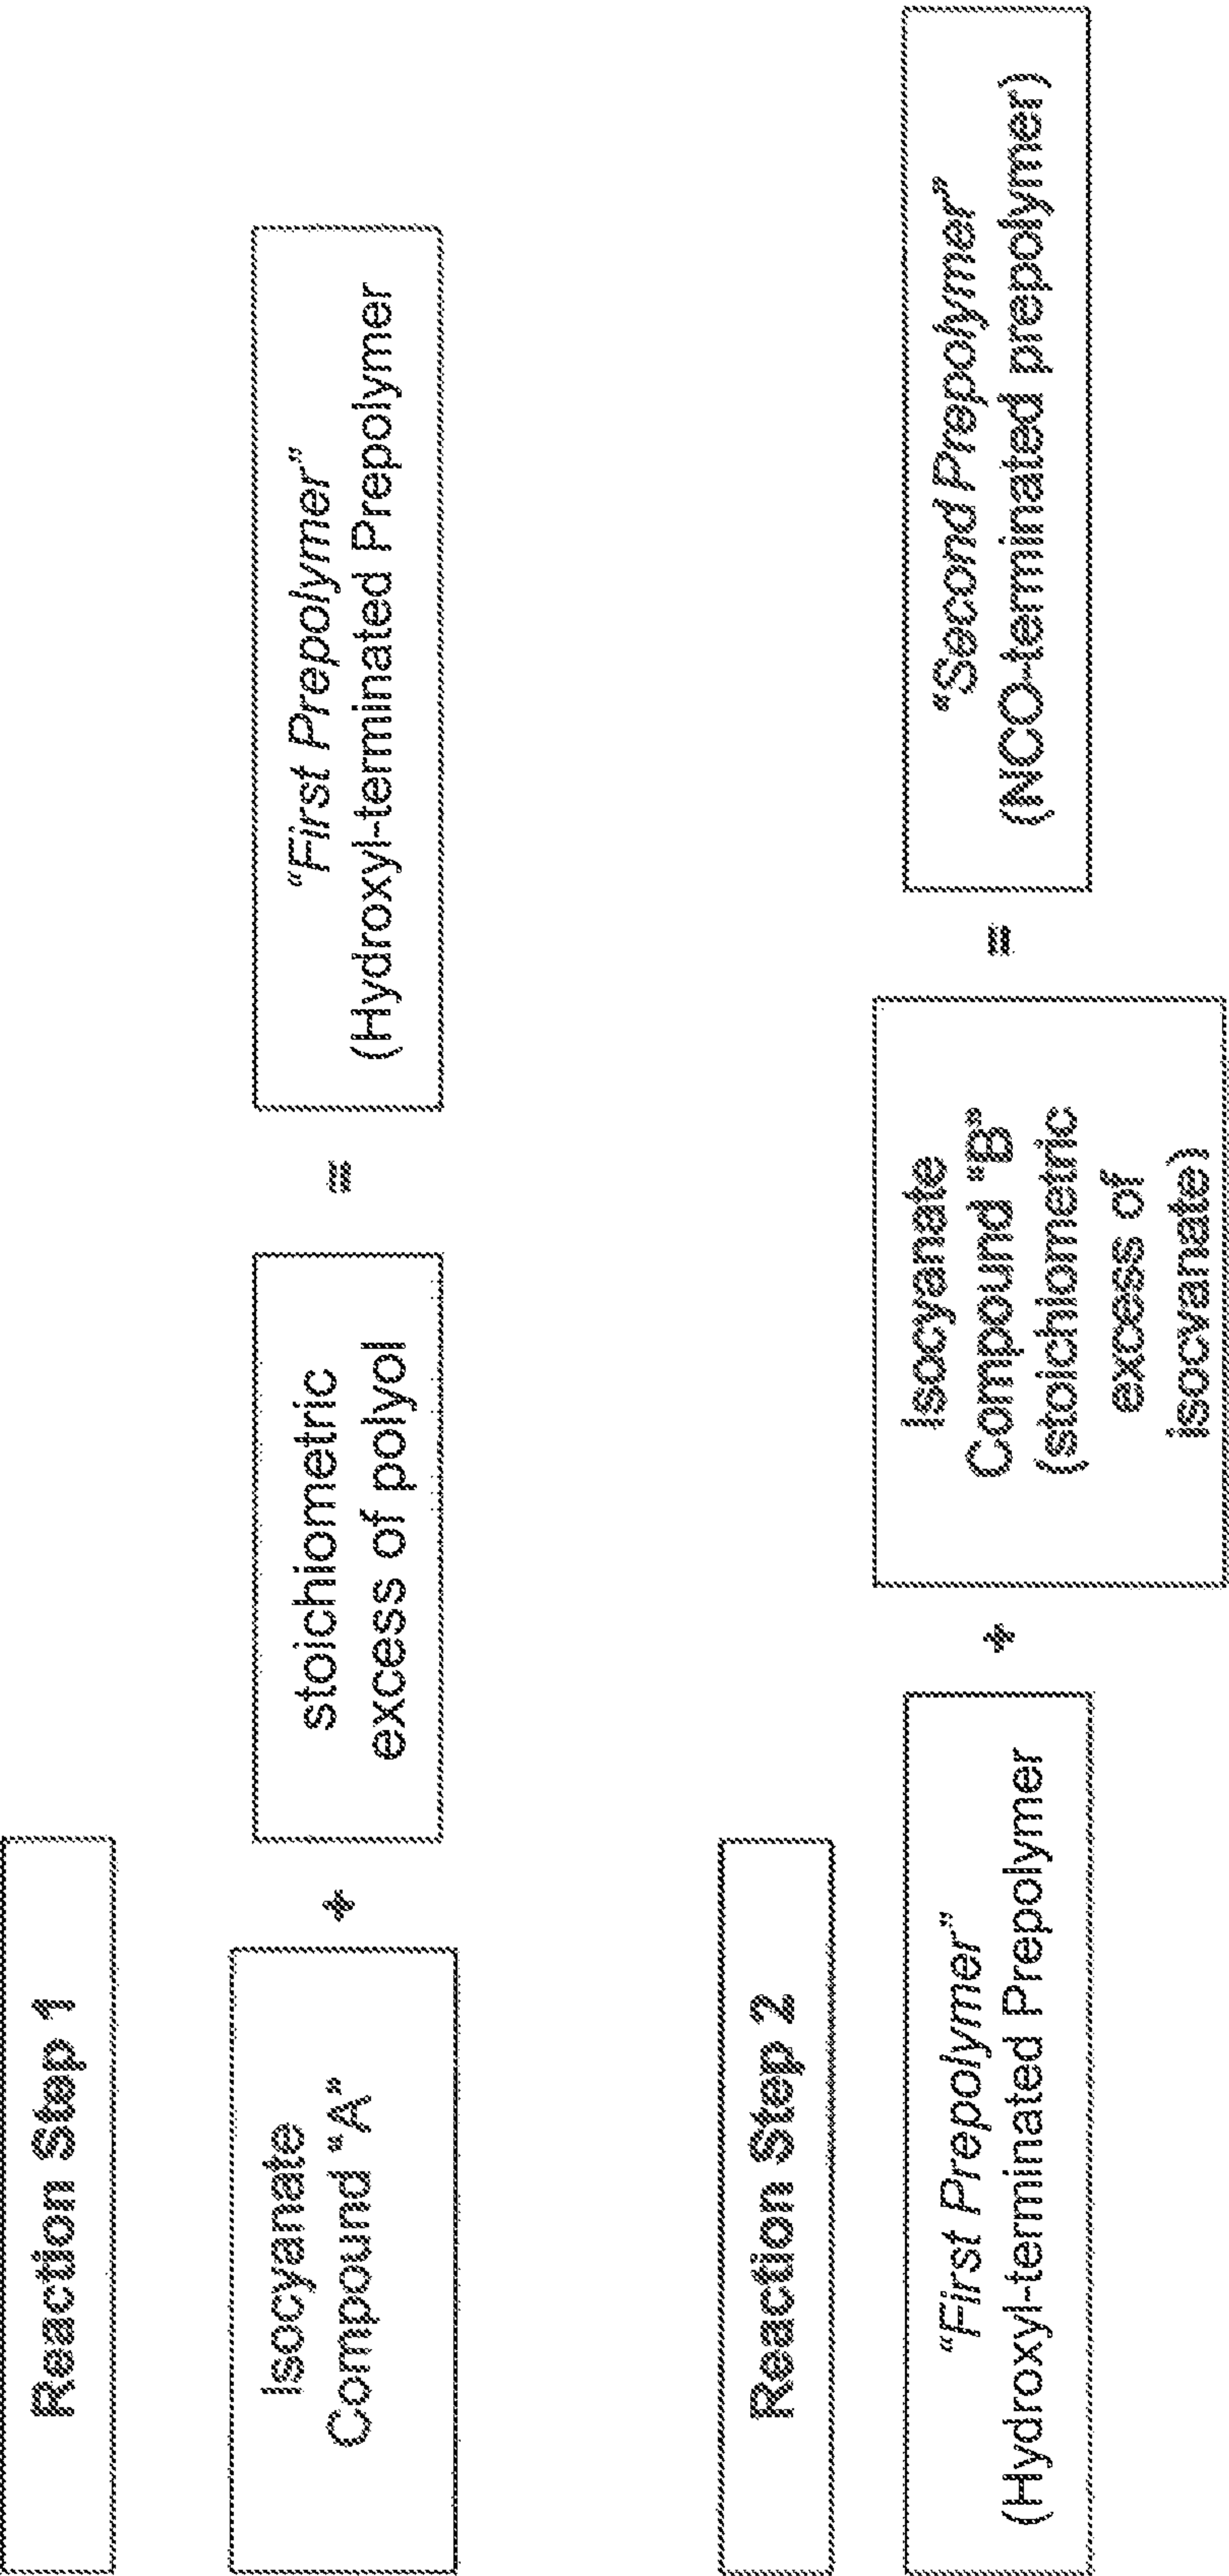 Reaction Step 1
Isocyanate
Compound "A"
+
stoichiometric
excess of polyol
=
"First Prepolymer"
(Hydroxyl-terminated Prepolymer
Reaction Step 2
"First Prepolymer"
(Hydroxyl-terminated Prepolymer
+
Isocyanate
Compound "B"
(stoichiometric
excess of
isocyanate)
=
"Second Prepolymer"
(NCO-terminated prepolymer)